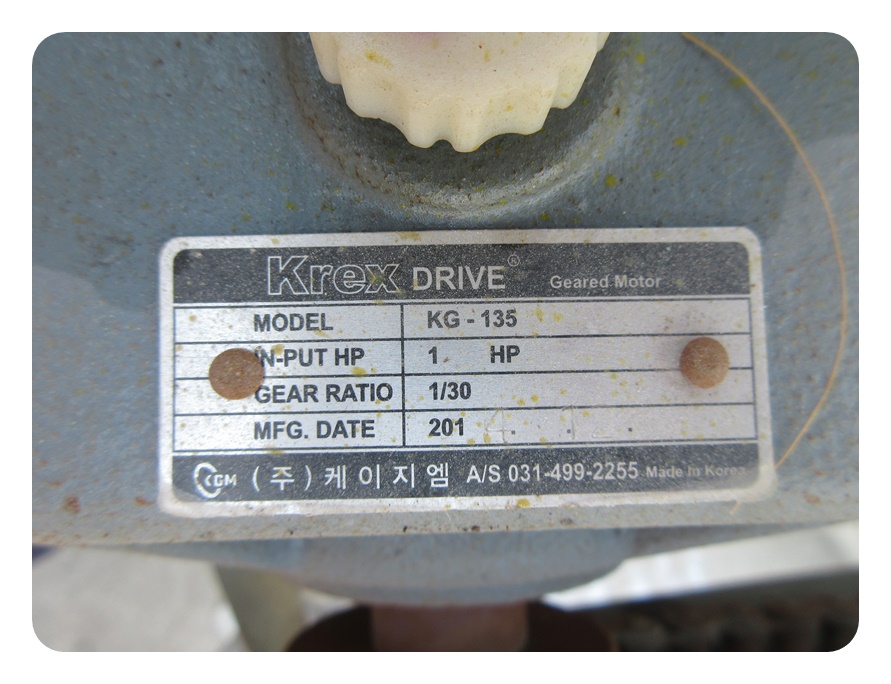 Krex DRIVE® Geared Motor
MODEL KG - 135
IN-PUT HP 1 HP
GEAR RATIO 1/30
MFG. DATE 201
KGM (주) 케이지엠 A/S 031-499-2255 Made in Korea